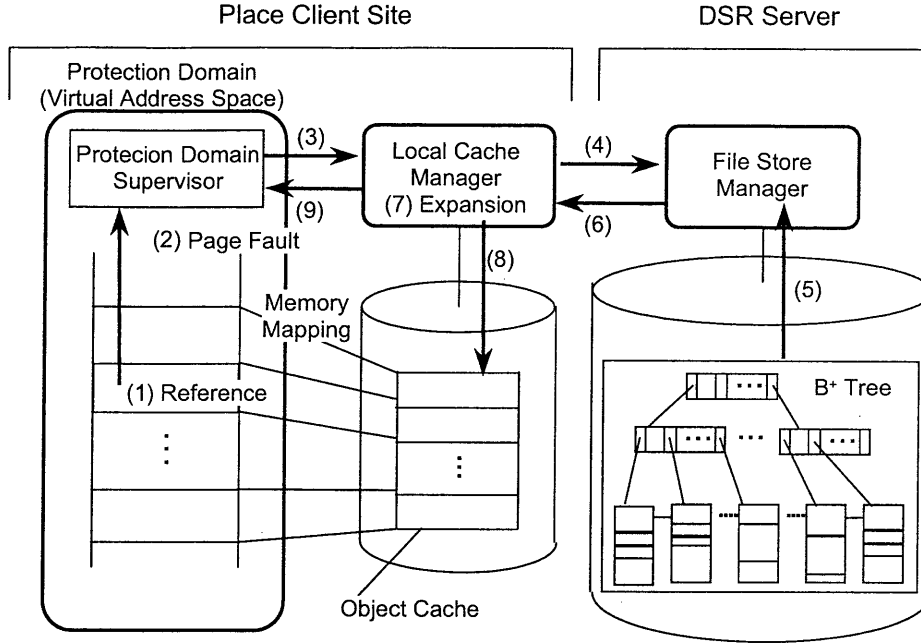 Place Client Site
DSR Server
Protection Domain
(Virtual Address Space)
Protecion Domain
Supervisor
(3)
(9)
Local Cache
Manager
(7) Expansion
(4)
(6)
File Store
Manager
(2) Page Fault
(8)
(5)
Memory
Mapping
(1) Reference
B+ Tree
Object Cache